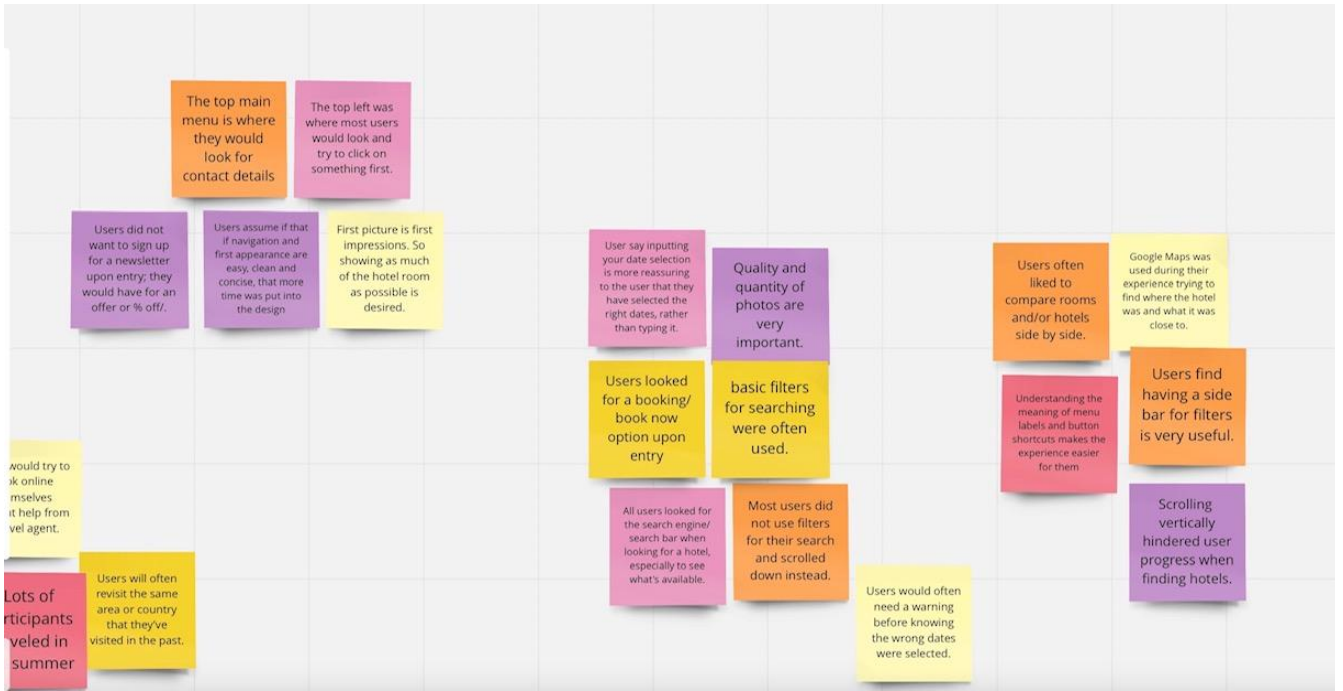 The top main
menu is where
they would
look for
contact details
The top left was
where most users
would look and
try to click on
something first.
Users did not
want to sign up
for a newsletter
upon entry; they
would have for an
offer or % off/.
Users assume if that
if navigation and
first appearance are
easy, clean and
concise, that more
time was put into
the design
First picture is first
impressions. So
showing as much
of the hotel room
as possible is
desired.
would try to
online
help from
agent.
Lots of
summer
Users will often
revisit the same
area or country
that they've
visited in the past.
User say inputting
your date selection
is more reassuring
to the user that they
have selected the
right dates, rather
than typing it.
Quality and
quantity of
photos are
very
important.
Users looked
for a booking/
book now
option upon
entry
basic filters
for searching
were often
used.
All users looked for
the search engine/
search bar when
looking for a hotel,
especially to see
what's available.
Most users did
not use filters
for their search
and scrolled
down instead.
Users would often
need a warning
before knowing
the wrong dates
were selected.
Users often
liked to
compare rooms
and/or hotels
side by side.
Google Maps was
used during their
experience trying to
find where the hotel
was and what it was
close to.
Understanding the
meaning of menu
labels and button
shortcuts makes the
experience easier
for them
Users find
having a side
bar for filters
is very useful.
Scrolling
vertically
hindered user
progress when
finding hotels.